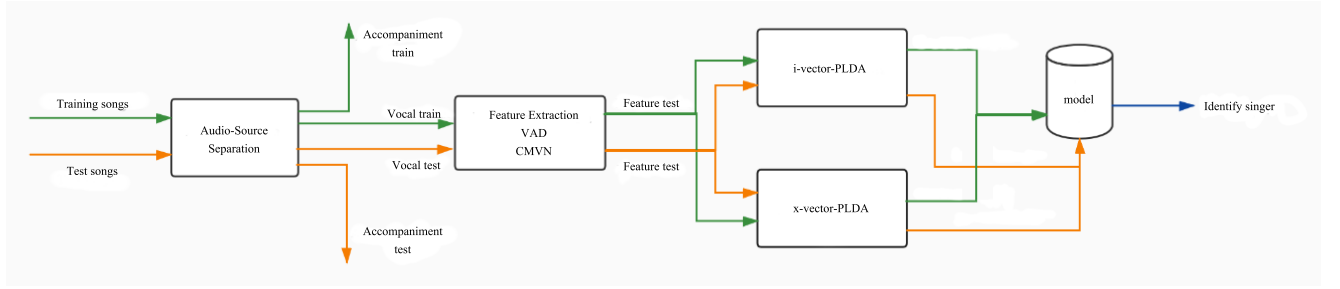 Accompaniment
train
Training songs
Audio-Source
Separation
Test songs
Vocal train
Vocal test
Accompaniment
test
Feature Extraction
VAD
CMVN
Feature test
Feature test
i-vector-PLDA
x-vector-PLDA
model
Identify singer